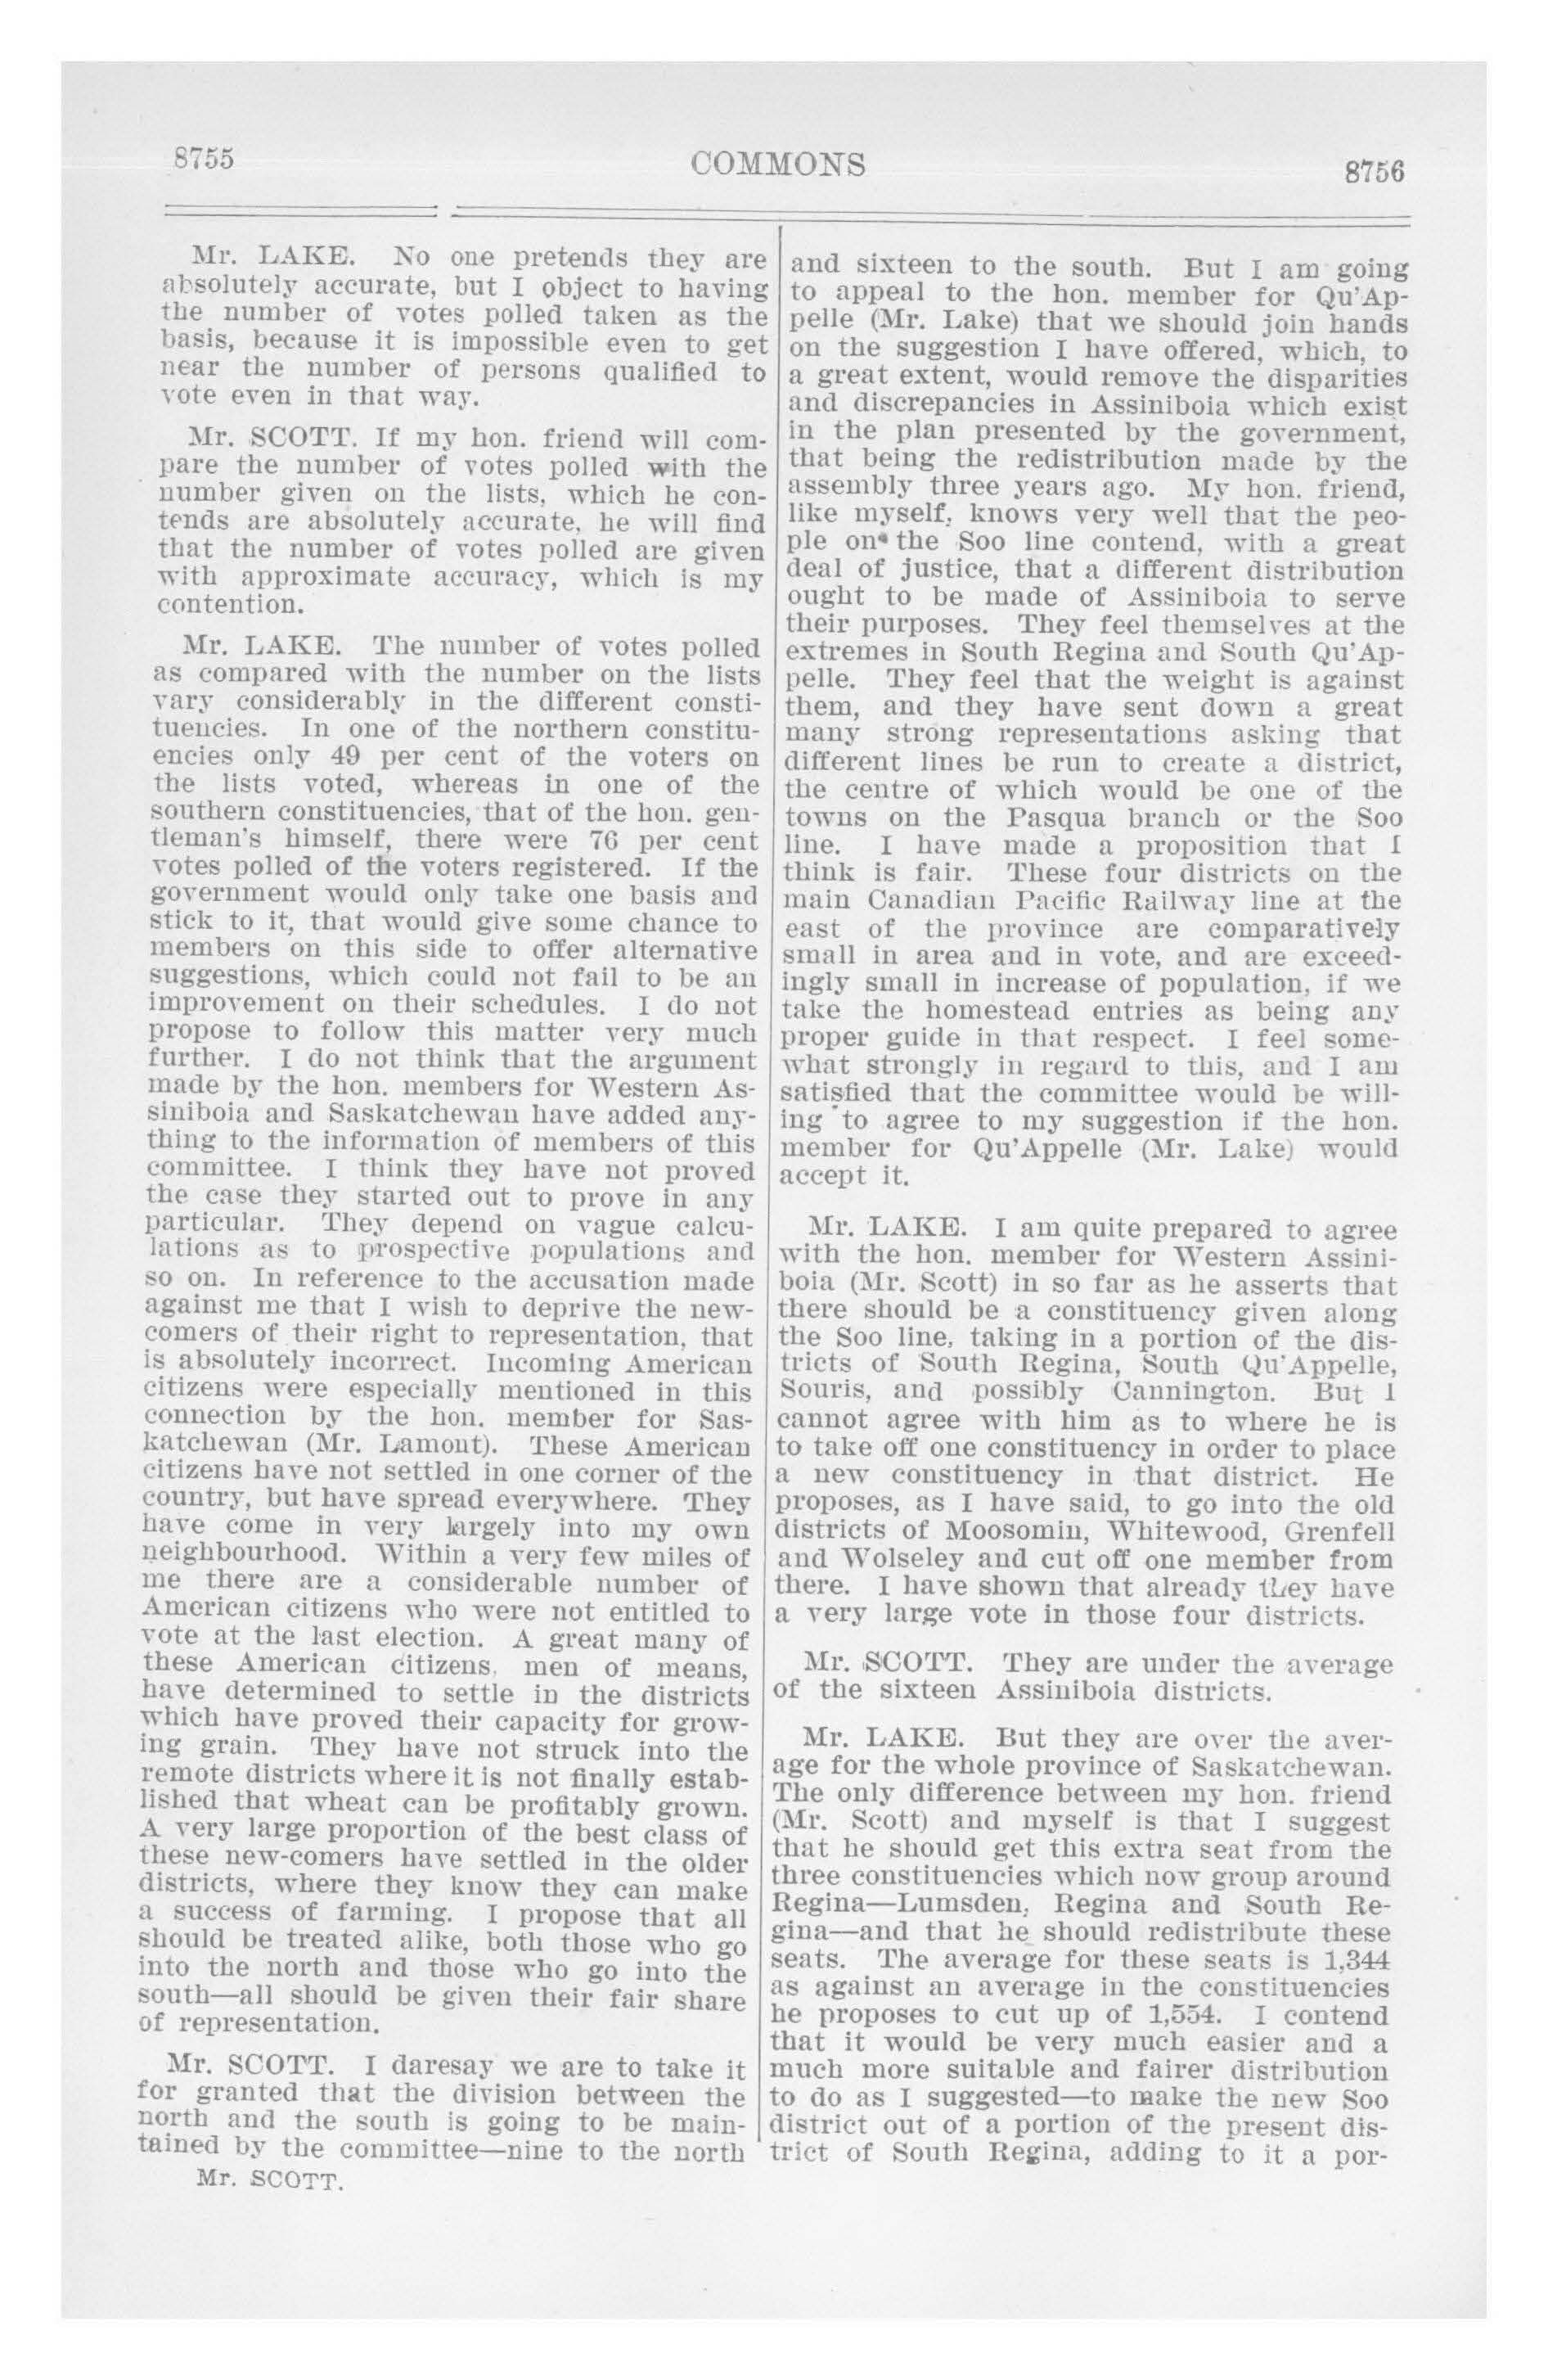 8755
COMMONS
8756
Mr. LAKE. No one pretends they are
absolutely accurate, but I object to having
the number of votes polled taken as the
basis, because it is impossible even to get
near the number of persons qualified to
vote even in that way.
Mr. SCOTT. If my hon. friend will com-
pare the number of votes polled with the
number given on the lists, which he con-
tends are absolutely accurate, he will find
that the number of votes polled are given
with approximate accuracy, which is my
contention.
Mr. LAKE. The number of votes polled
as compared with the number on the lists
vary considerably in the different consti-
tuencies. In one of the northern constitu-
encies only 49 per cent of the voters on
the lists voted, whereas in one of the
southern constituencies, that of the hon. gen-
tleman's himself, there were 76 per cent
votes polled of the voters registered. If the
government would only take one basis and
stick to it, that would give some chance to
members on this side to offer alternative
suggestions, which could not fail to be an
improvement on their schedules. I do not
propose to follow this matter very much
further. I do not think that the argument
made by the hon. members for Western As-
siniboia and Saskatchewan have added any-
thing to the information of members of this
committee. I think they have not proved
the case they started out to prove in any
particular. They depend on vague calcu-
lations as to prospective populations and
so on. In reference to the accusation made
against me that I wish to deprive the new-
comers of their right to representation, that
is absolutely incorrect. Incoming American
citizens were especially mentioned in this
connection by the hon. member for Sas-
katchewan (Mr. Lamont). These American
citizens have not settled in one corner of the
country, but have spread everywhere. They
have come in very largely into my own
neighbourhood. Within a very few miles of
me there are a considerable number of
American citizens who were not entitled to
vote at the last election. A great many of
these American citizens, men of means,
have determined to settle in the districts
which have proved their capacity for grow-
ing grain. They have not struck into the
remote districts where it is not finally estab-
lished that wheat can be profitably grown.
A very large proportion of the best class of
these new-comers have settled in the older
districts, where they know they can make
a success of farming. I propose that all
should be treated alike, both those who go
into the north and those who go into the
south—all should be given their fair share
of representation.
Mr. SCOTT. I daresay we are to take it
for granted that the division between the
north and the south is going to be main-
tained by the committee—nine to the north
Mr. SCOTT.
and sixteen to the south. But I am going
to appeal to the hon. member for Qu'Ap-
pelle (Mr. Lake) that we should join hands
on the suggestion I have offered, which, to
a great extent, would remove the disparities
and discrepancies in Assiniboia which exist
in the plan presented by the government,
that being the redistribution made by the
assembly three years ago. My hon. friend,
like myself, knows very well that the peo-
ple on the Soo line contend, with a great
deal of justice, that a different distribution
ought to be made of Assiniboia to serve
their purposes. They feel themselves at the
extremes in South Regina and South Qu'Ap-
pelle. They feel that the weight is against
them, and they have sent down a great
many strong representations asking that
different lines be run to create a district,
the centre of which would be one of the
towns on the Pasqua branch or the Soo
line. I have made a proposition that I
think is fair. These four districts on the
main Canadian Pacific Railway line at the
east of the province are comparatively
small in area and in vote, and are exceed-
ingly small in increase of population, if we
take the homestead entries as being any
proper guide in that respect. I feel some-
what strongly in regard to this, and I am
satisfied that the committee would be will-
ing to agree to my suggestion if the hon.
member for Qu'Appelle (Mr. Lake) would
accept it.
Mr. LAKE. I am quite prepared to agree
with the hon. member for Western Assini-
boia (Mr. Scott) in so far as he asserts that
there should be a constituency given along
the Soo line, taking in a portion of the dis-
tricts of South Regina, South Qu'Appelle,
Souris, and possibly Cannington. But I
cannot agree with him as to where he is
to take off one constituency in order to place
a new constituency in that district. He
proposes, as I have said, to go into the old
districts of Moosomin, Whitewood, Grenfell
and Wolseley and cut off one member from
there. I have shown that already they have
a very large vote in those four districts.
Mr. SCOTT. They are under the average
of the sixteen Assiniboia districts.
Mr. LAKE. But they are over the aver-
age for the whole province of Saskatchewan.
The only difference between my hon. friend
(Mr. Scott) and myself is that I suggest
that he should get this extra seat from the
three constituencies which now group around
Regina—Lumsden, Regina and South Re-
gina—and that he should redistribute these
seats. The average for these seats is 1,344
as against an average in the constituencies
he proposes to cut up of 1,554. I contend
that it would be very much easier and a
much more suitable and fairer distribution
to do as I suggested—to make the new Soo
district out of a portion of the present dis-
trict of South Regina, adding to it a por-